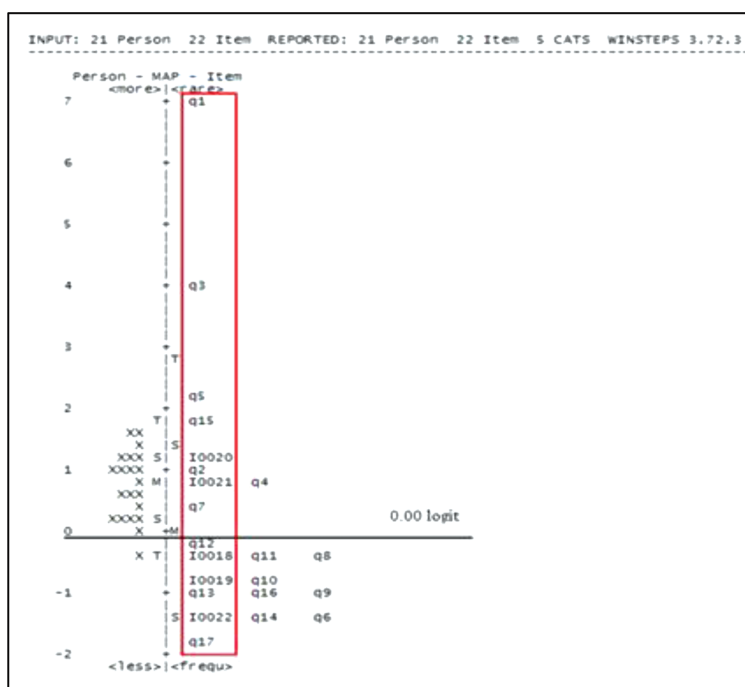 INPUT: 21 Person 22 Item REPORTED: 21 Person 22 Item 5 CATS WINSTEPS 3.72.3
Person - MAP - Item
<more>|<rare>
7 + q1
|
|
6 +
|
|
5 +
|
|
4 + q3
|
|
3 +
|T
|
| q5
2 +
T| q15
XX |
X |S
XXX S| I0020
1 XXXX + q2
X M| I0021 q4
XXX |
X | q7
XXXX S|
0.00 logit
0 X +M
| q12
X T| I0018 q11 q8
| I0019 q10
-1 + q13 q16 q9
|S I0022 q14 q6
| q17
-2 +
<less>|<frequ>